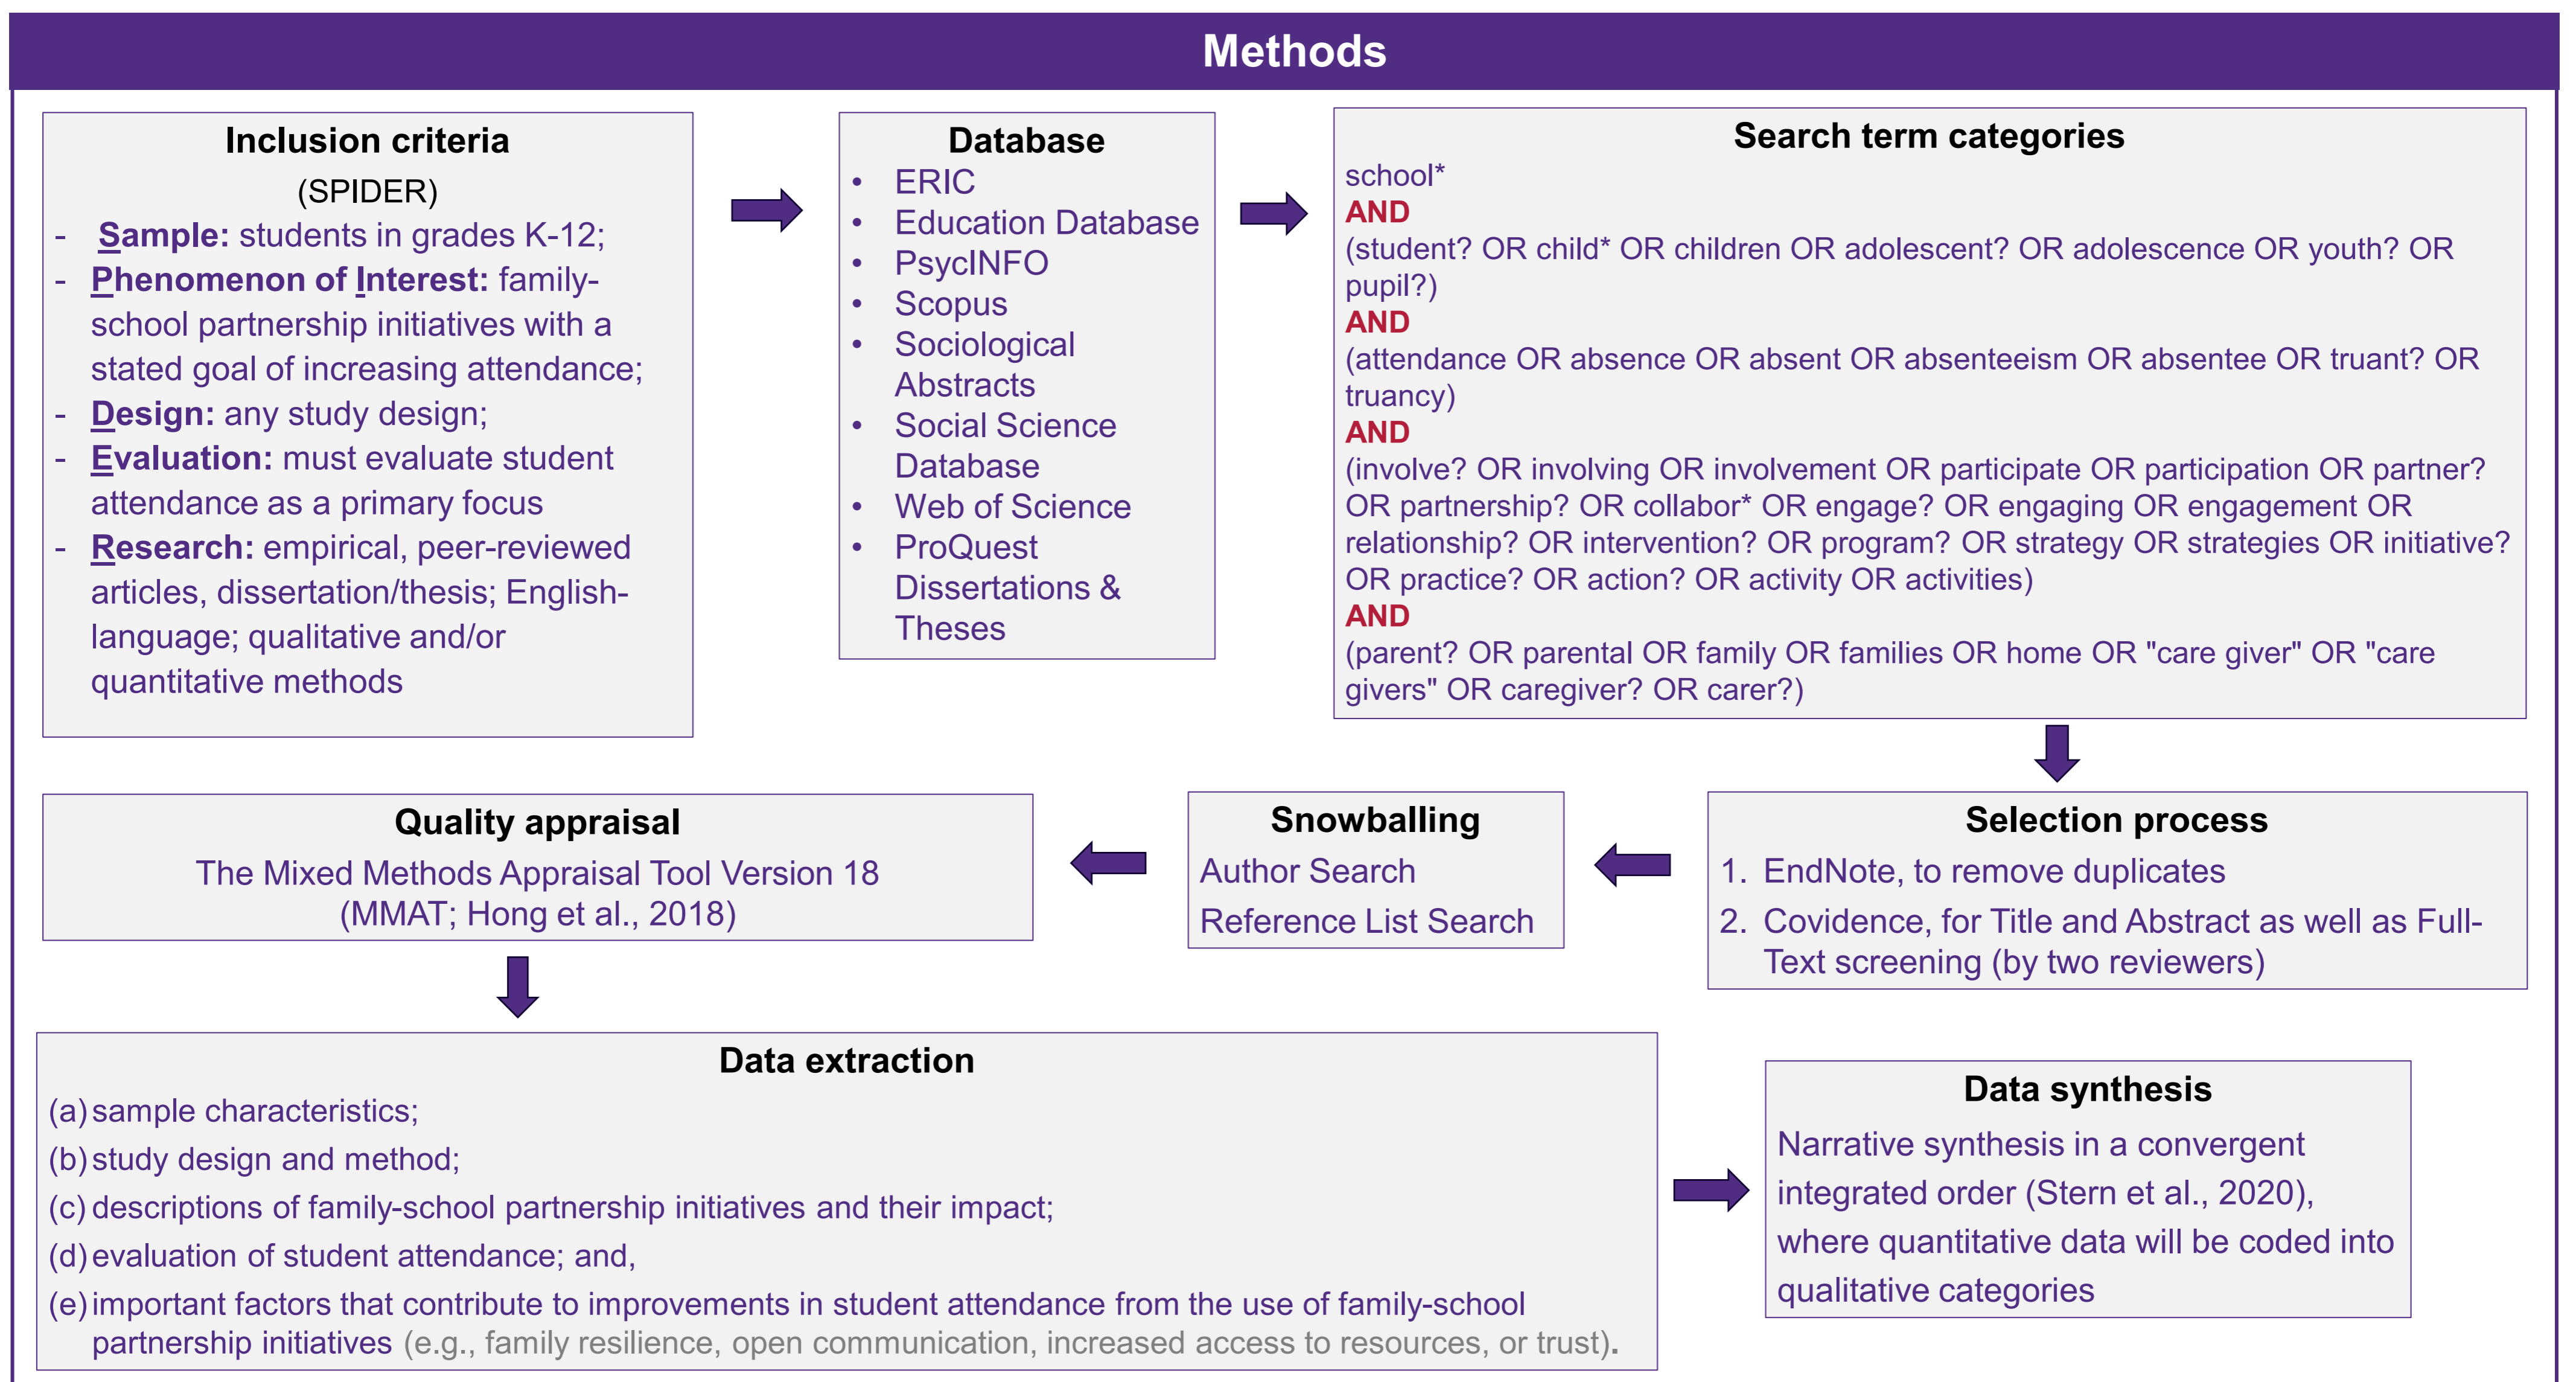 Methods
Inclusion criteria
(SPIDER)
- Sample: students in grades K-12;
- Phenomenon of Interest: family-
school partnership initiatives with a
stated goal of increasing attendance;
- Design: any study design;
- Evaluation: must evaluate student
attendance as a primary focus
- Research: empirical, peer-reviewed
articles, dissertation/thesis; English-
language; qualitative and/or
quantitative methods
Database
• ERIC
• Education Database
• PsycINFO
• Scopus
• Sociological
Abstracts
• Social Science
Database
• Web of Science
• ProQuest
Dissertations &
Theses
Search term categories
school*
AND
(student? OR child* OR children OR adolescent? OR adolescence OR youth? OR
pupil?)
AND
(attendance OR absence OR absent OR absenteeism OR absentee OR truant? OR
truancy)
AND
(involve? OR involving OR involvement OR participate OR participation OR partner?
OR partnership? OR collabor* OR engage? OR engaging OR engagement OR
relationship? OR intervention? OR program? OR strategy OR strategies OR initiative?
OR practice? OR action? OR activity OR activities)
AND
(parent? OR parental OR family OR families OR home OR "care giver" OR "care
givers" OR caregiver? OR carer?)
Selection process
1. EndNote, to remove duplicates
2. Covidence, for Title and Abstract as well as Full-
Text screening (by two reviewers)
Snowballing
Author Search
Reference List Search
Quality appraisal
The Mixed Methods Appraisal Tool Version 18
(MMAT; Hong et al., 2018)
Data extraction
(a) sample characteristics;
(b) study design and method;
(c) descriptions of family-school partnership initiatives and their impact;
(d) evaluation of student attendance; and,
(e) important factors that contribute to improvements in student attendance from the use of family-school
partnership initiatives (e.g., family resilience, open communication, increased access to resources, or trust).
Data synthesis
Narrative synthesis in a convergent
integrated order (Stern et al., 2020),
where quantitative data will be coded into
qualitative categories